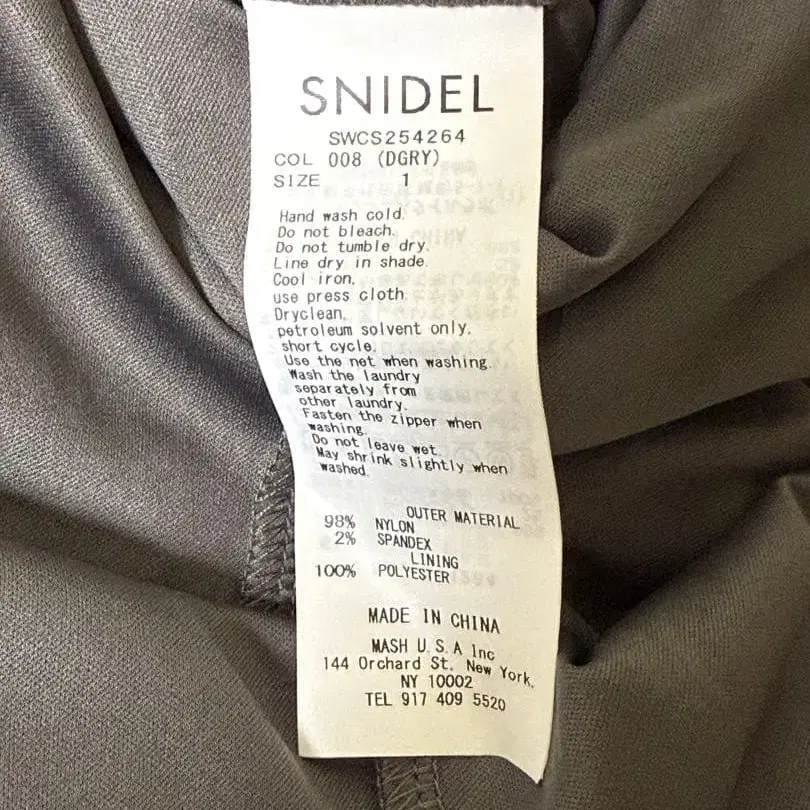 SNIDEL
SWCS254264
COL 008 (DGRY)
SIZE 1
Hand wash cold.
Do not bleach.
Do not tumble dry.
Line dry in shade.
Cool iron,
use press cloth.
Dryclean,
petroleum solvent only.
short cycle.
Use the net when washing.
Wash the laundry
separately from
other laundry.
Fasten the zipper when
washing.
Do not leave wet.
May shrink slightly when
washed.
OUTER MATERIAL
98% NYLON
2% SPANDEX
LINING
100% POLYESTER
MADE IN CHINA
MASH U.S.A Inc
144 Orchard St. New York,
NY 10002
TEL 917 409 5520